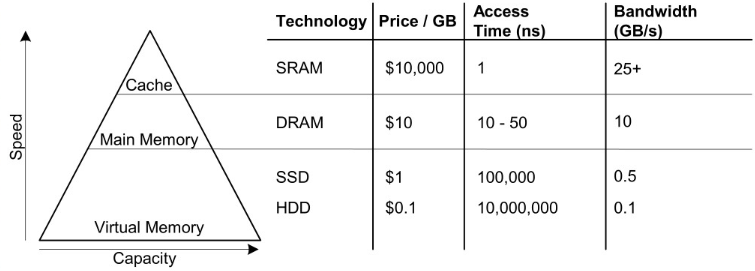 Technology Price / GB Access Time (ns) Bandwidth (GB/s)
Cache SRAM $10,000 1 25+
Main Memory DRAM $10 10 - 50 10
SSD $1 100,000 0.5
Virtual Memory HDD $0.1 10,000,000 0.1
Speed
Capacity